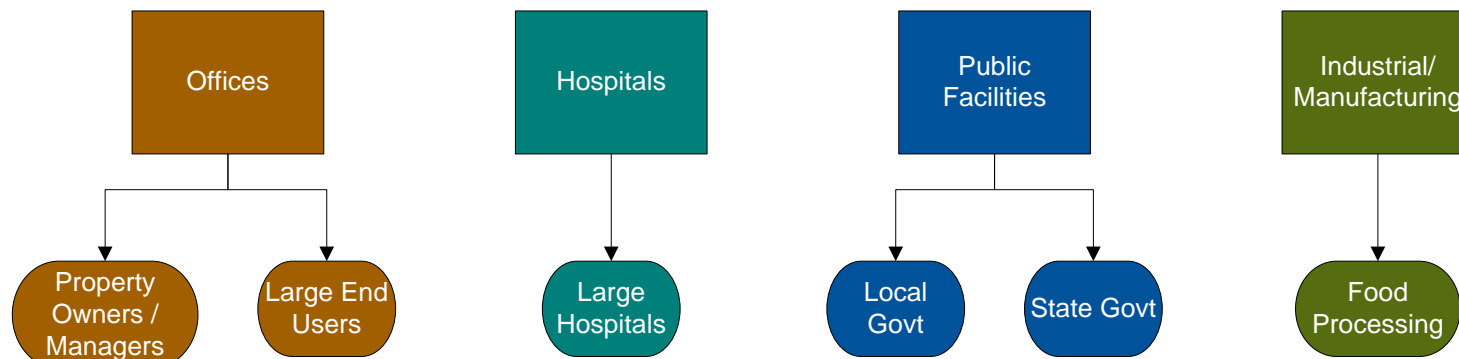 Offices
Hospitals
Public
Facilities
Industrial/
Manufacturing
Property
Owners /
Managers
Large End
Users
Large
Hospitals
Local
Govt
State Govt
Food
Processing